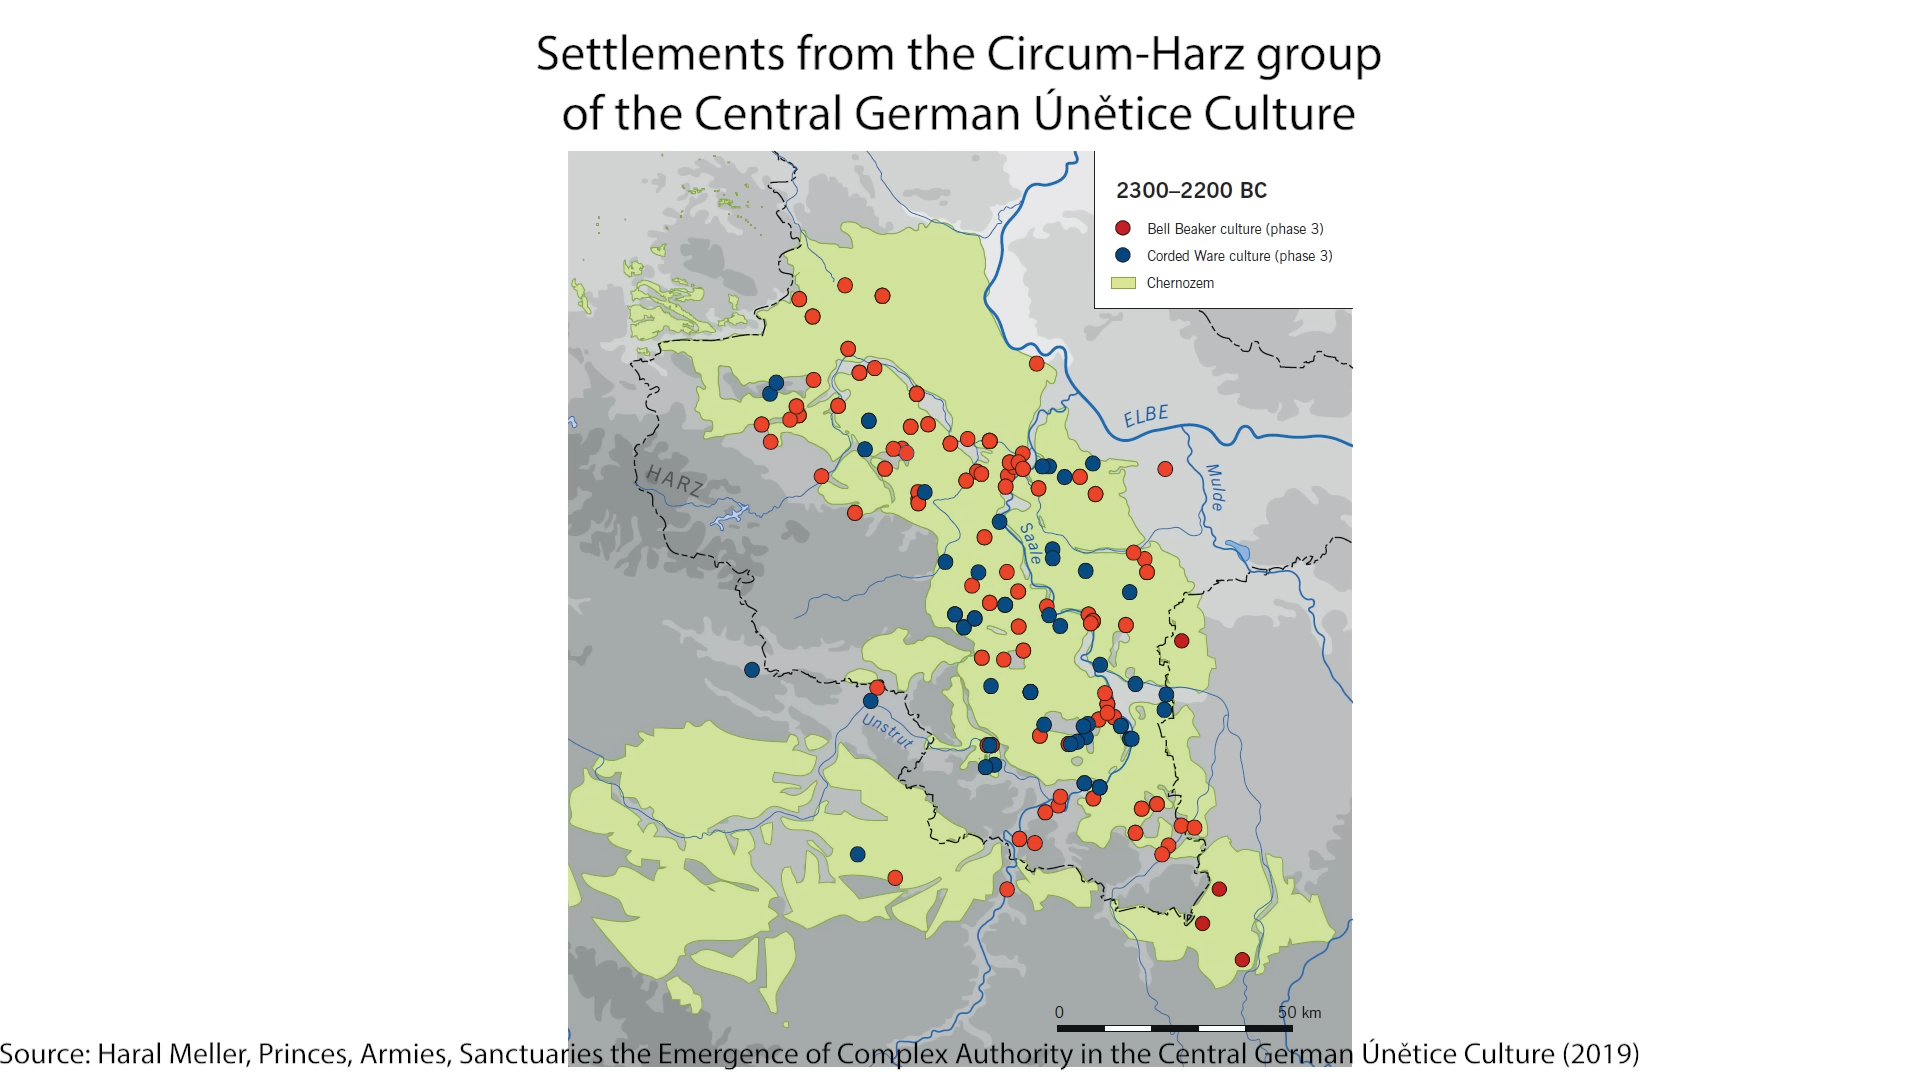 Settlements from the Circum-Harz group
of the Central German Únětice Culture
2300–2200 BC
Bell Beaker culture (phase 3)
Corded Ware culture (phase 3)
Chernozem
ELBE
Mulde
HARZ
Saale
Unstrut
0 50 km
Source: Haral Meller, Princes, Armies, Sanctuaries the Emergence of Complex Authority in the Central German Únětice Culture (2019)